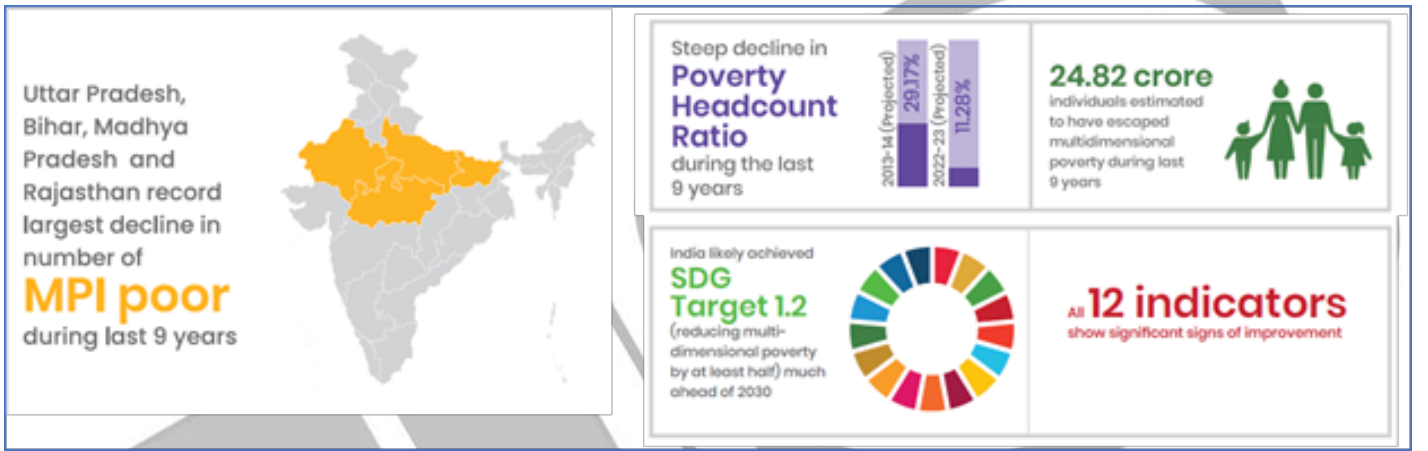 Uttar Pradesh,
Bihar, Madhya
Pradesh and
Rajasthan record
largest decline in
number of
MPI poor
during last 9 years
Steep decline in
Poverty
Headcount
Ratio
during the last
9 years
2013-14 (Projected)
29.17%
2022-23 (Projected)
11.28%
24.82 crore
individuals estimated
to have escaped
multidimensional
poverty during last
9 years
India likely achieved
SDG
Target 1.2
(reducing multi-
dimensional poverty
by at least half) much
ahead of 2030
All 12 indicators
show significant signs of improvement